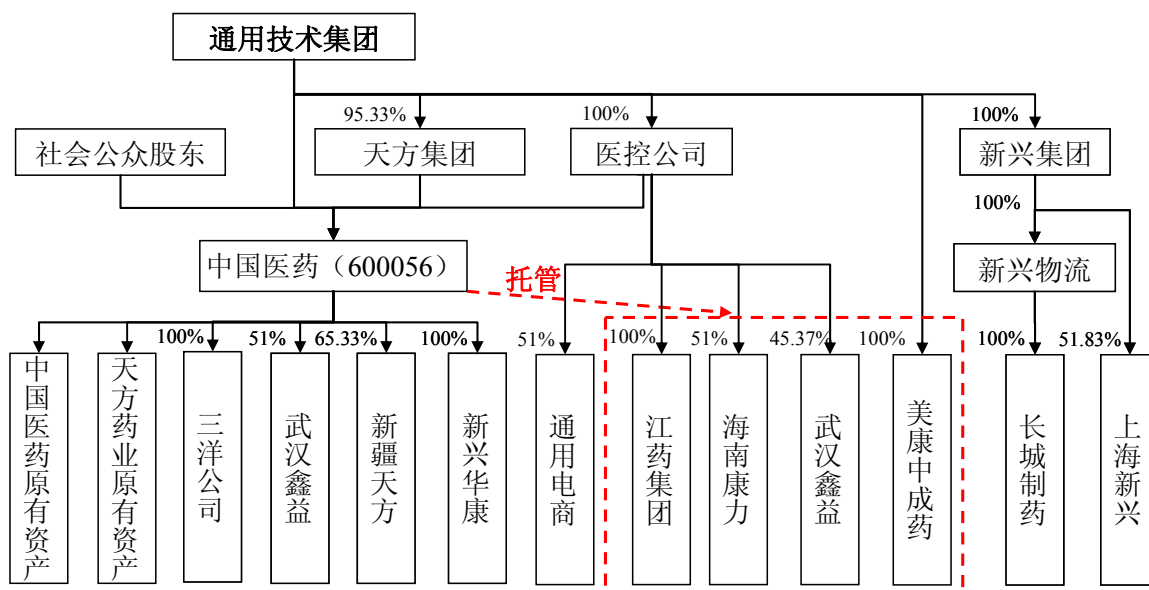 通用技术集团
95.33%
100%
100%
社会公众股东
天方集团
医控公司
新兴集团
100%
中国医药（600056）
托管
新兴物流
100%
51%
65.33%
100%
51%
100%
51%
45.37%
100%
100%
51.83%
中国医药原有资产
天方药业原有资产
三洋公司
武汉鑫益
新疆天方
新兴华康
通用电商
江药集团
海南康力
武汉鑫益
美康中成药
长城制药
上海新兴